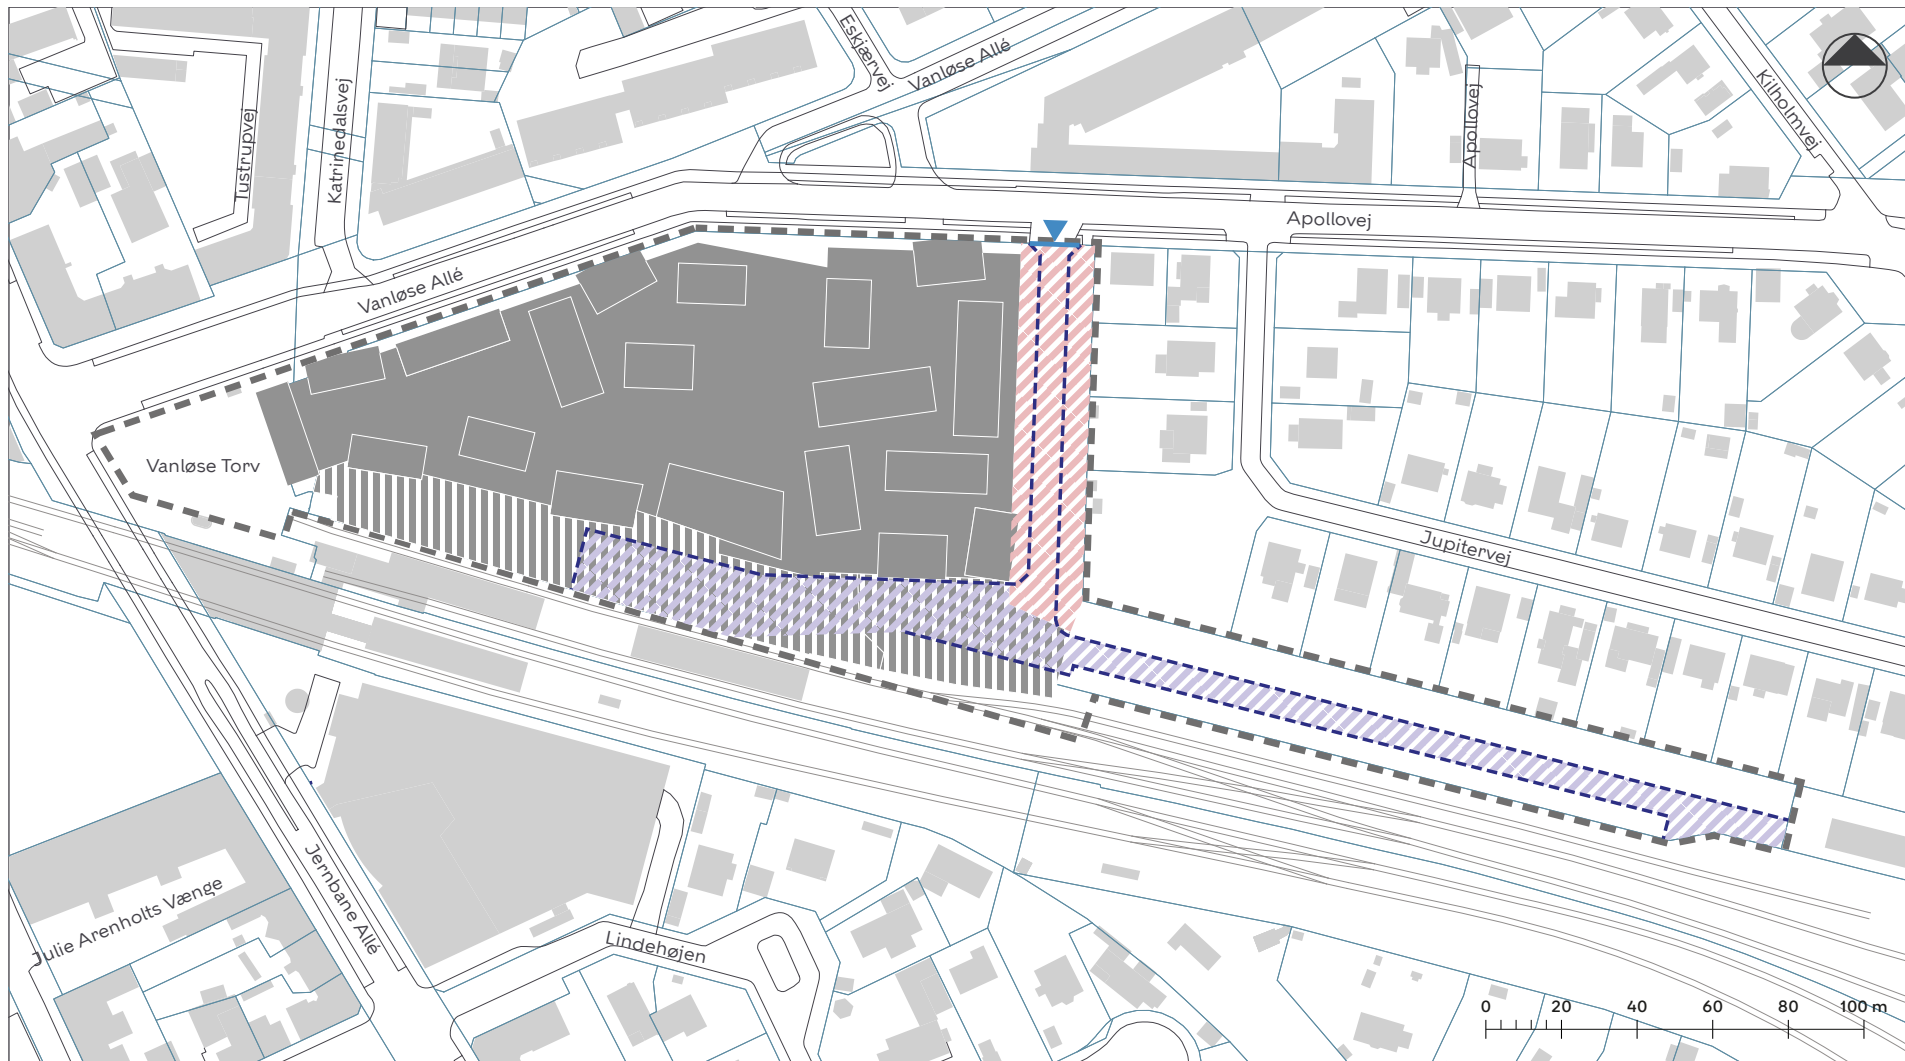 Eskjærvej
Vanløse Allé
Kilholmvej
Tustrupvej
Katrinedalsvej
Apollovej
Apollovej
Vanløse Allé
Vanløse Torv
Jupitervej
Jernbane Allé
Julie Arenholts Vænge
Lindehøjen
0 20 40 60 80 100 m